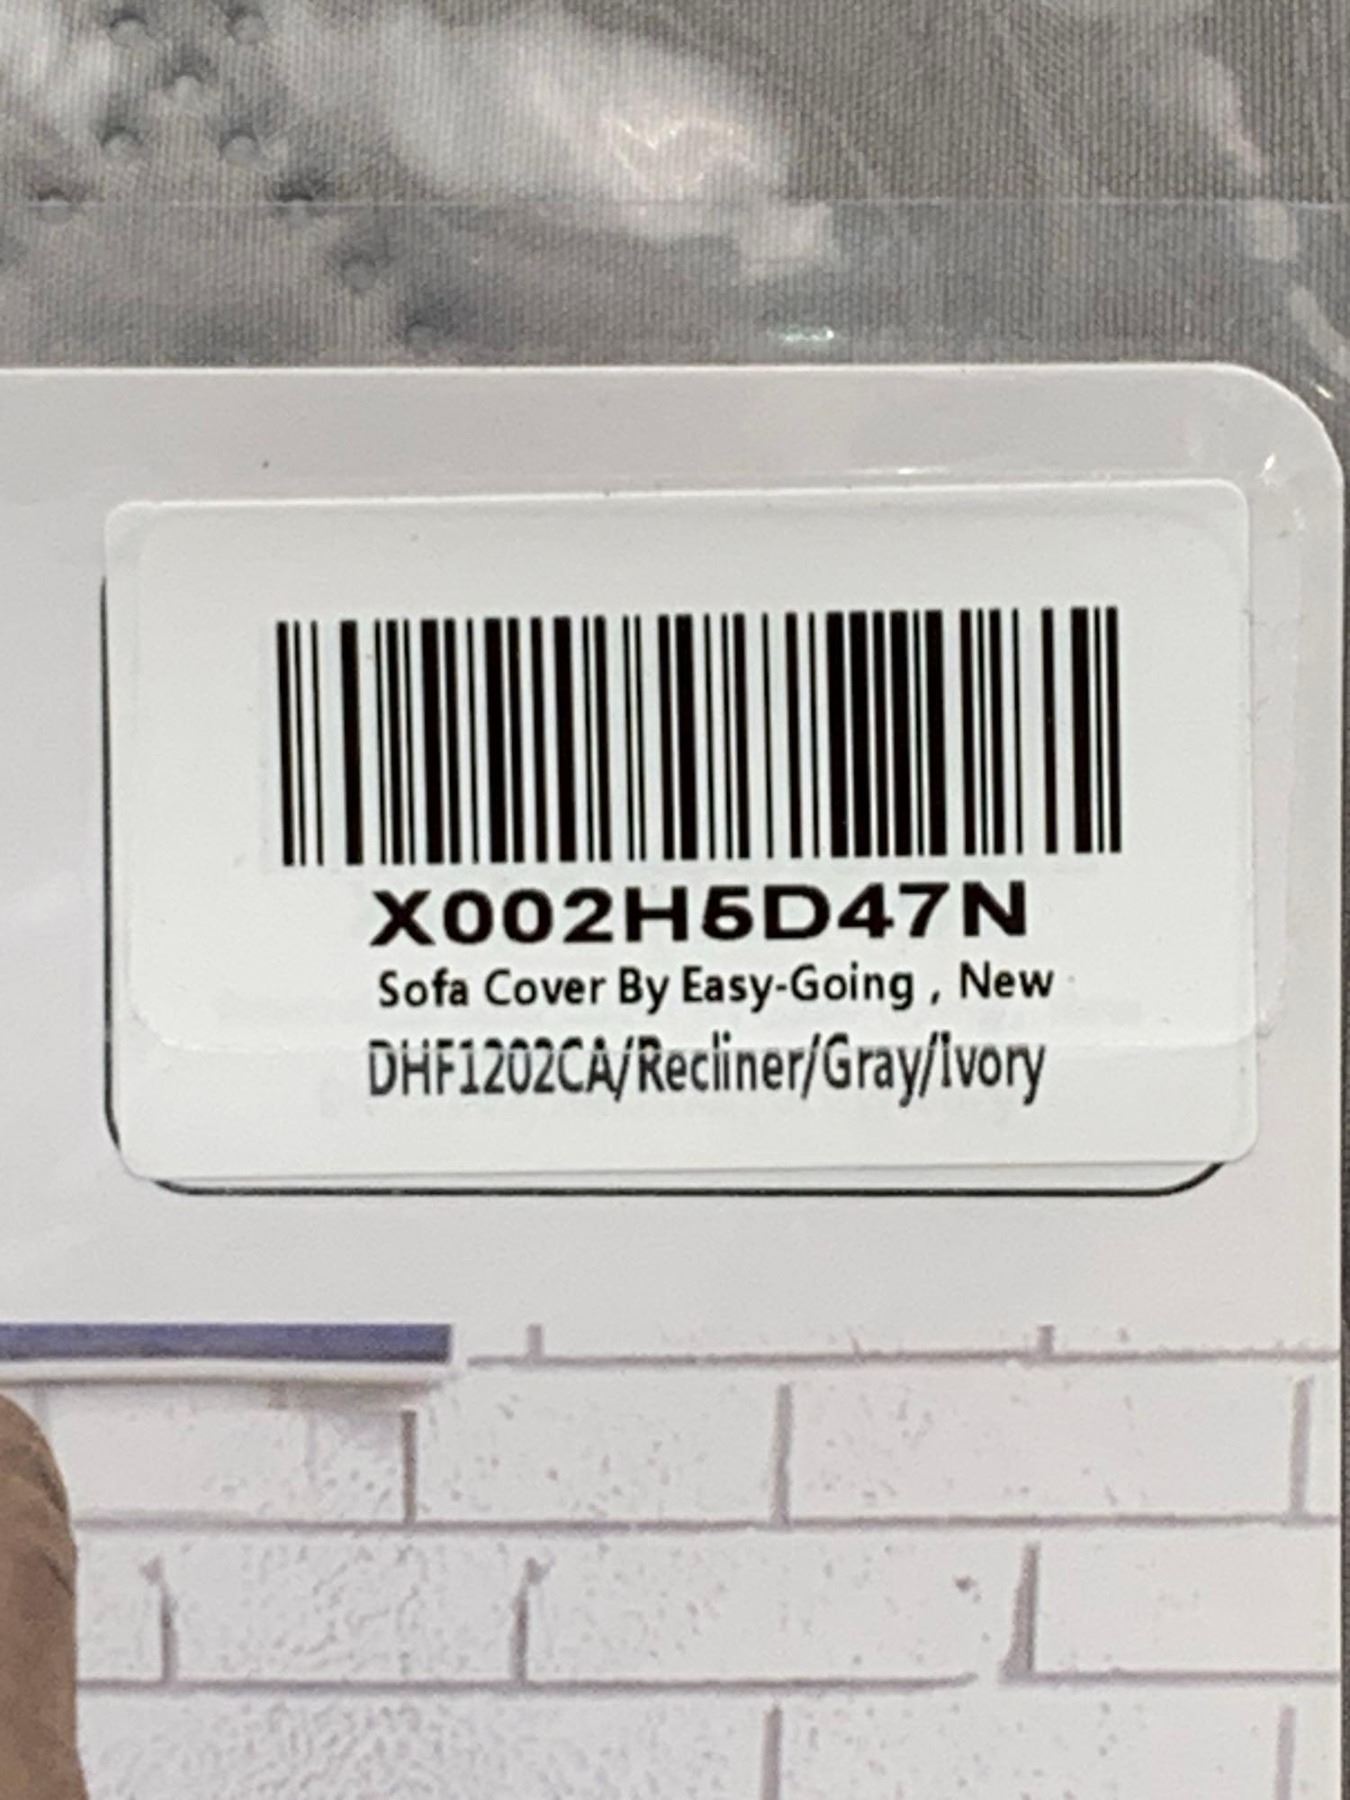 X002H5D47N
Sofa Cover By Easy-Going , New
DHF1202CA/Recliner/Gray/Ivory